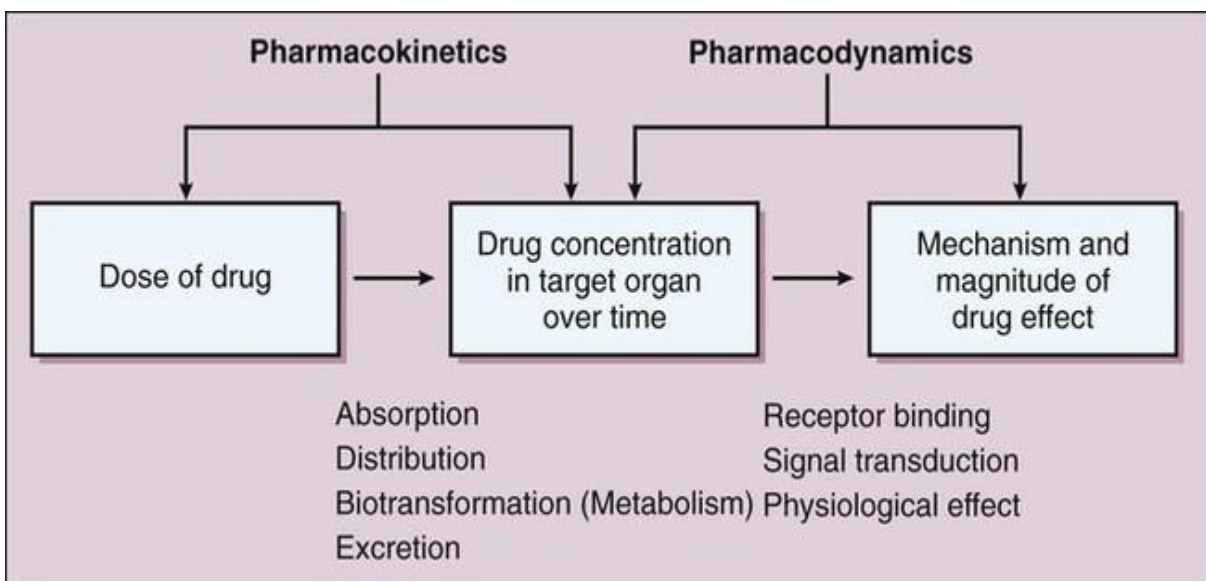 Pharmacokinetics
Pharmacodynamics
Dose of drug
Drug concentration
in target organ
over time
Mechanism and
magnitude of
drug effect
Absorption
Distribution
Biotransformation (Metabolism)
Excretion
Receptor binding
Signal transduction
Physiological effect